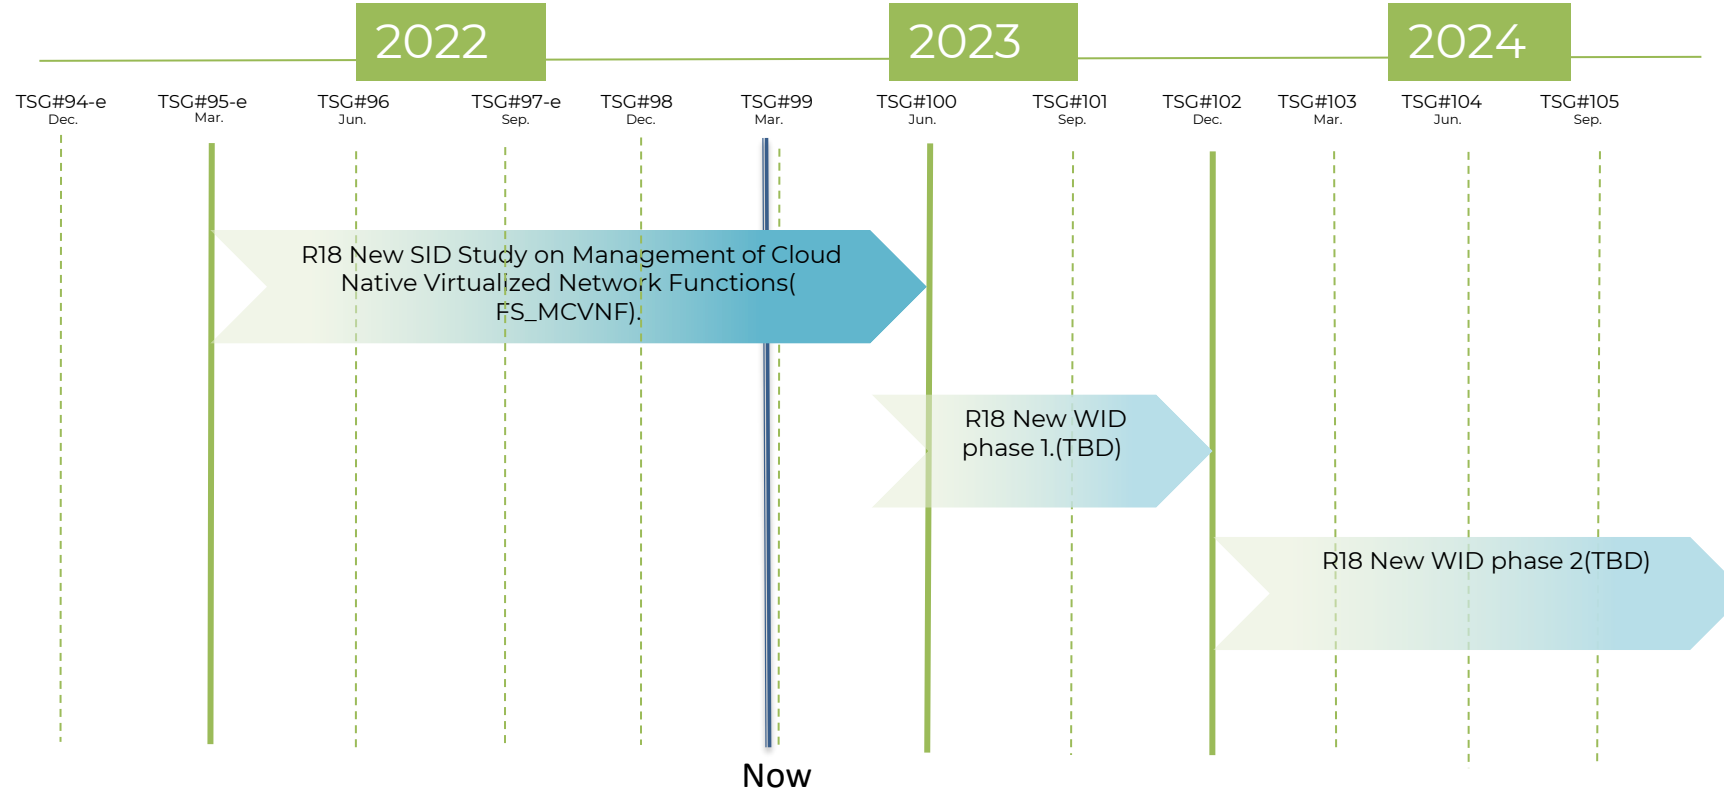 2022
2023
2024
TSG#94-e
Dec.
TSG#95-e
Mar.
TSG#96
Jun.
TSG#97-e
Sep.
TSG#98
Dec.
TSG#99
Mar.
TSG#100
Jun.
TSG#101
Sep.
TSG#102
Dec.
TSG#103
Mar.
TSG#104
Jun.
TSG#105
Sep.
R18 New SID Study on Management of Cloud
Native Virtualized Network Functions(
FS_MCVNF).
R18 New WID
phase 1.(TBD)
R18 New WID phase 2(TBD)
Now